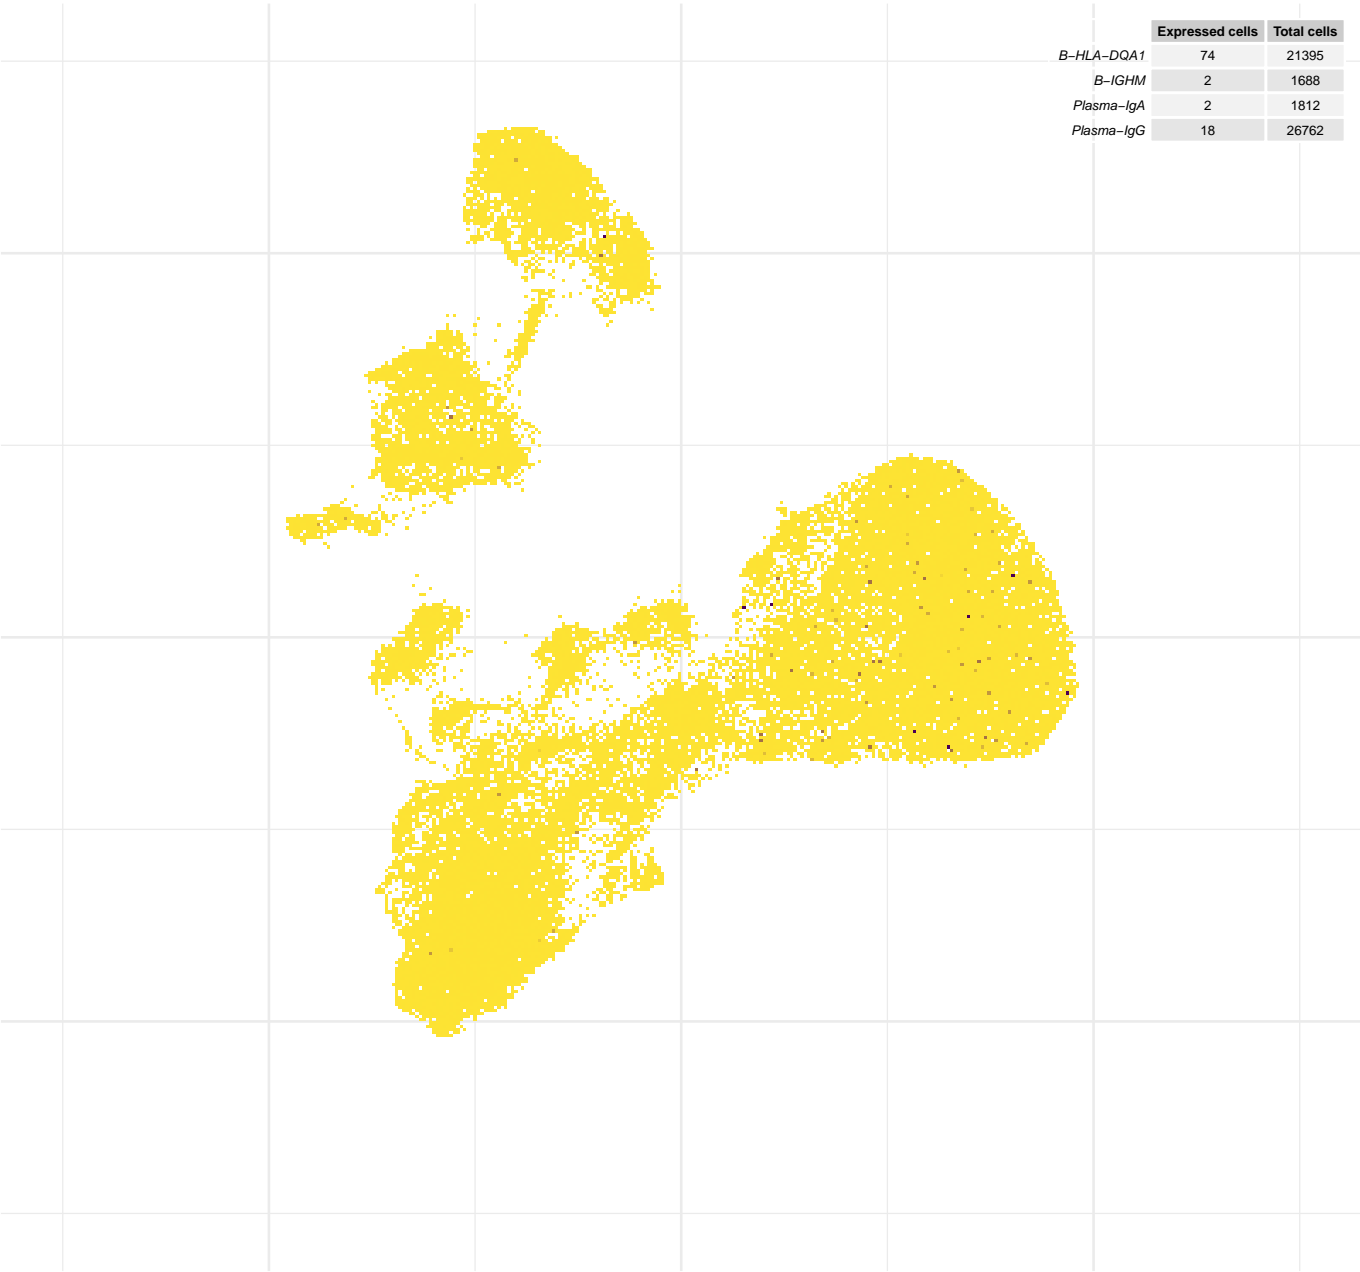 Expressed cells Total cells
B−HLA−DQA1 74 21395
B−IGHM 2 1688
Plasma−IgA 2 1812
Plasma−IgG 18 26762